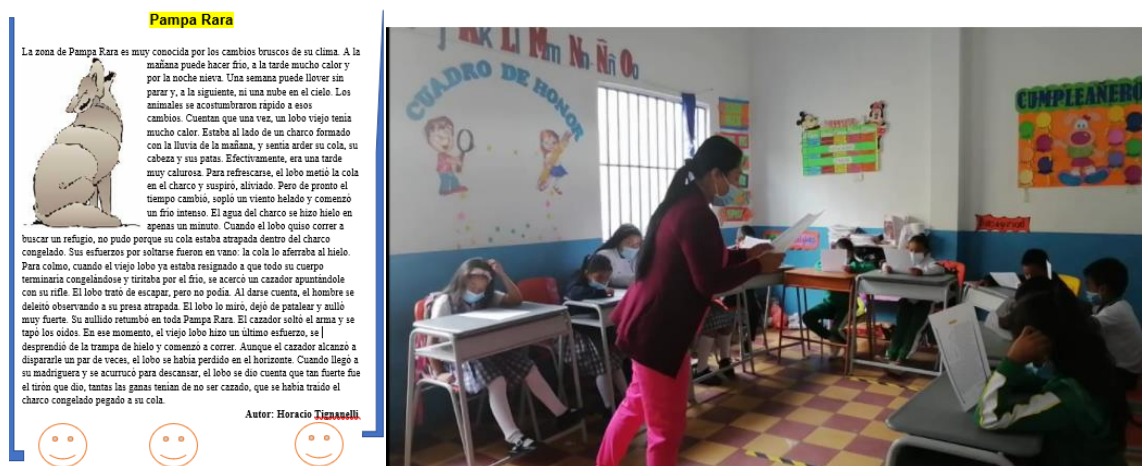 Pampa Rara
La zona de Pampa Rara es muy conocida por los cambios bruscos de su clima. A la
mañana puede hacer frío, a la tarde mucho calor y
por la noche nieva. Una semana puede llover sin
parar y, a la siguiente, ni una nube en el cielo. Los
animales se acostumbraron rápido a esos
cambios. Cuentan que una vez, un lobo viejo tenía
mucho calor. Estaba al lado de un charco formado
con la lluvia de la mañana, y sentía arder su cola, su
cabeza y sus patas. Efectivamente, era una tarde
muy calurosa. Para refrescarse, el lobo metió la cola
en el charco y suspiró, aliviado. Pero de pronto el
tiempo cambió, sopló un viento helado y comenzó
un frío intenso. El agua del charco se hizo hielo en
apenas un minuto. Cuando el lobo quiso correr a
buscar un refugio, no pudo porque su cola estaba atrapada dentro del charco
congelado. Sus esfuerzos por soltarse fueron en vano: la cola lo aferraba al hielo.
Para colmo, cuando el viejo lobo ya estaba resignado a que todo su cuerpo
terminaría congelándose y tiritaba por el frío, se acercó un cazador apuntándole
con su rifle. El lobo trató de escapar, pero no podía. Al darse cuenta, el hombre se
deleitó observando a su presa atrapada. El lobo lo miró, dejó de patalear y aulló
muy fuerte. Su aullido retumbó en toda Pampa Rara. El cazador soltó el arma y se
tapó los oídos. En ese momento, el viejo lobo hizo un último esfuerzo, se
desprendió de la trampa de hielo y comenzó a correr. Aunque el cazador alcanzó a
dispararle un par de veces, el lobo se había perdido en el horizonte. Cuando llegó a
su madriguera y se acurrucó para descansar, el lobo se dio cuenta que tan fuerte fue
el tirón que dio, tantas las ganas tenían de no ser cazado, que se había traído el
charco congelado pegado a su cola.
Autor: Horacio Tignanelli
j Kk Ll Mm Nn Ññ Oo
CUADRO DE HONOR
CUMPLEAÑERO